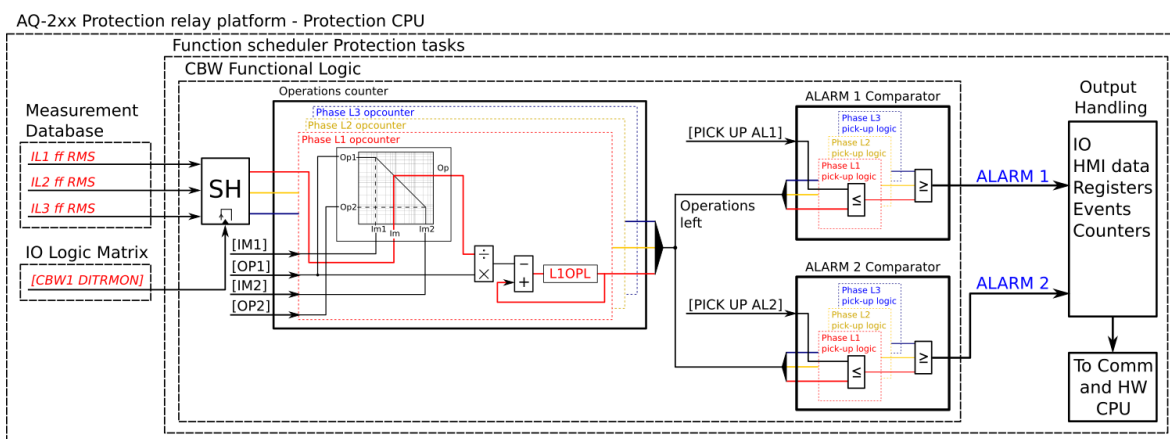 AQ-2xx Protection relay platform - Protection CPU
Function scheduler Protection tasks
CBW Functional Logic
Measurement
Database
IL1 ff RMS
IL2 ff RMS
IL3 ff RMS
IO Logic Matrix
[CBW1 DITRMON]
SH
Operations counter
Phase L3 opcounter
Phase L2 opcounter
Phase L1 opcounter
Op1
Op
Op2
Im1
Im
Im2
[IM1]
[OP1]
[IM2]
[OP2]
÷
×
−
+
L1OPL
Operations
left
ALARM 1 Comparator
[PICK UP AL1]
Phase L3
pick-up logic
Phase L2
pick-up logic
Phase L1
pick-up logic
≤
≥
ALARM 1
ALARM 2 Comparator
[PICK UP AL2]
Phase L3
pick-up logic
Phase L2
pick-up logic
Phase L1
pick-up logic
≤
≥
ALARM 2
Output
Handling
IO
HMI data
Registers
Events
Counters
To Comm
and HW
CPU